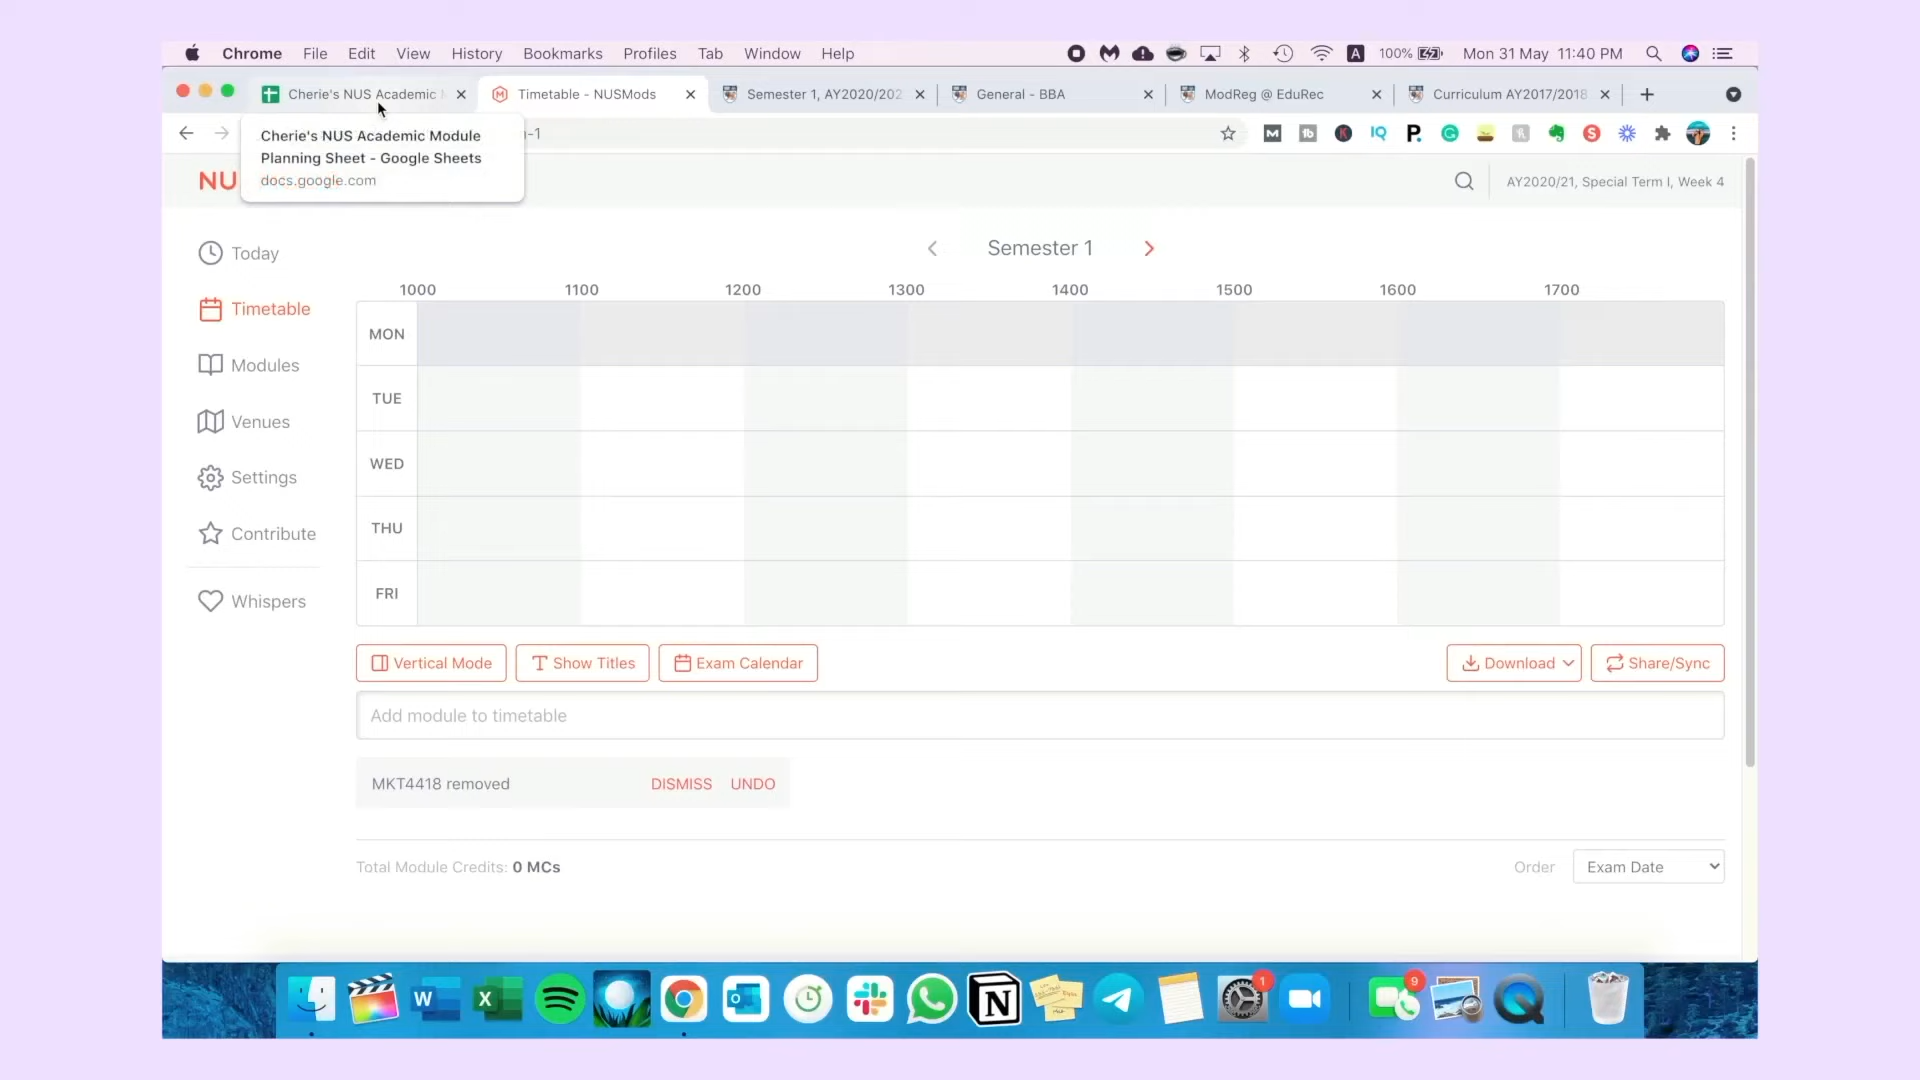 Chrome File Edit View History Bookmarks Profiles Tab Window Help 100% Mon 31 May 11:40 PM
Cherie's NUS Academic Timetable - NUSMods Semester 1, AY2020/202 General - BBA ModReg @ EduRec Curriculum AY2017/2018
Cherie's NUS Academic Module
Planning Sheet - Google Sheets
docs.google.com
-1
NU
AY2020/21, Special Term I, Week 4
Today
Timetable
Modules
Venues
Settings
Contribute
Whispers
Semester 1
1000 1100 1200 1300 1400 1500 1600 1700
MON
TUE
WED
THU
FRI
Vertical Mode Show Titles Exam Calendar Download Share/Sync
Add module to timetable
MKT4418 removed DISMISS UNDO
Total Module Credits: 0 MCs Order Exam Date
1
9